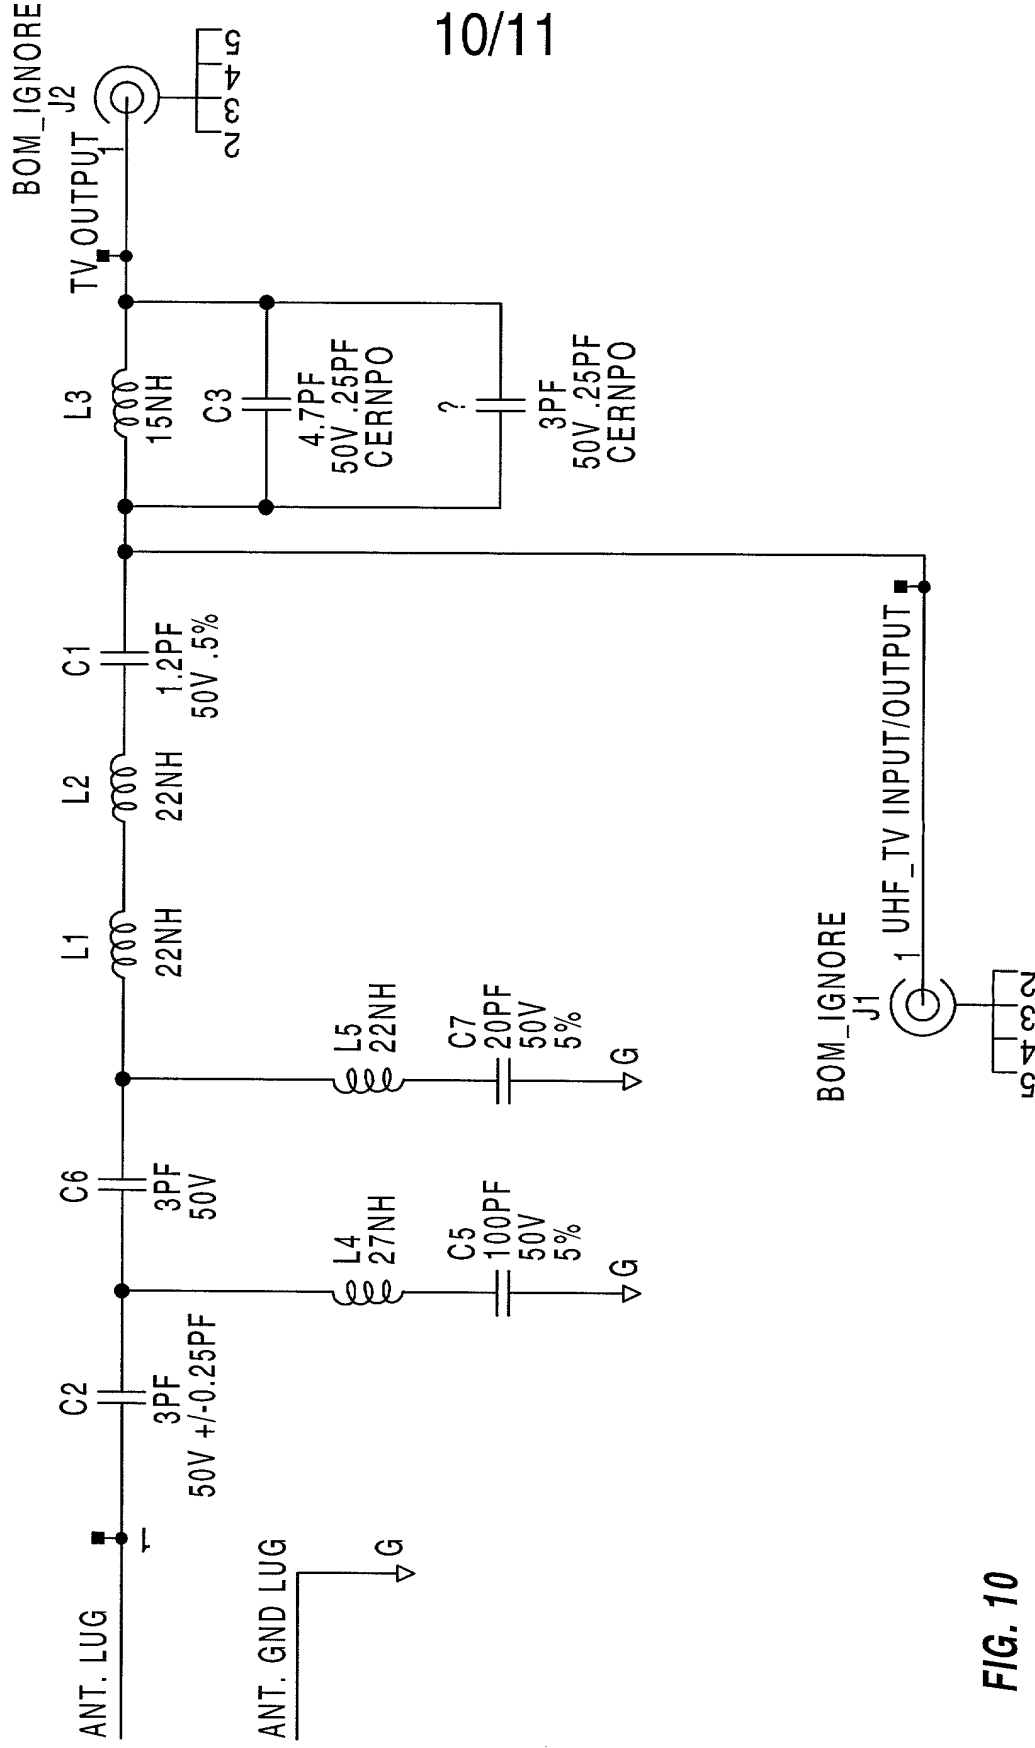 10/11
ANT. LUG
1
ANT. GND LUG
G
C2
3PF
50V +/-0.25PF
C6
3PF
50V
L4
27NH
C5
100PF
50V
5%
G
L5
22NH
C7
20PF
50V
5%
G
L1
22NH
L2
22NH
C1
1.2PF
50V .5%
L3
15NH
C3
4.7PF
50V .25PF
CERNPO
?
3PF
50V .25PF
CERNPO
TV OUTPUT
1
BOM_IGNORE
J2
2 3 4 5
BOM_IGNORE
J1
1
UHF_TV INPUT/OUTPUT
5 4 3 2
FIG. 10